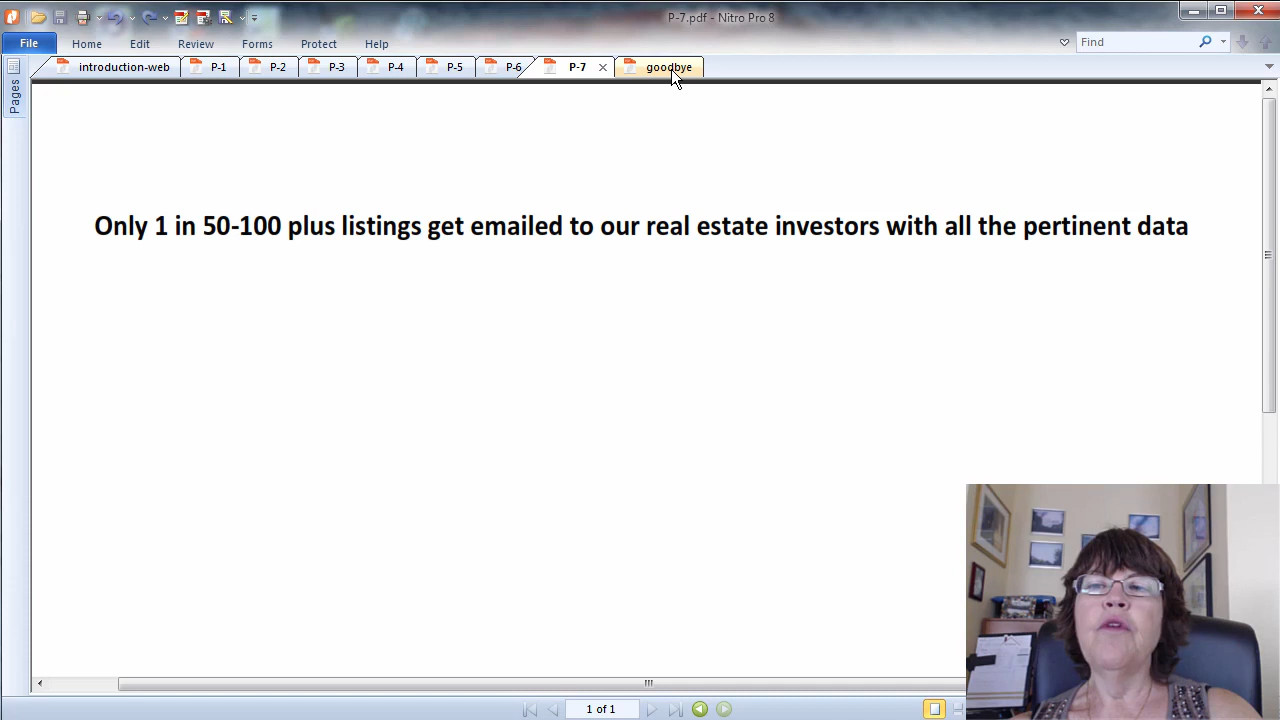 P-7.pdf - Nitro Pro 8
File Home Edit Review Forms Protect Help Find
introduction-web P-1 P-2 P-3 P-4 P-5 P-6 P-7 goodbye
Pages
Only 1 in 50-100 plus listings get emailed to our real estate investors with all the pertinent data
1 of 1